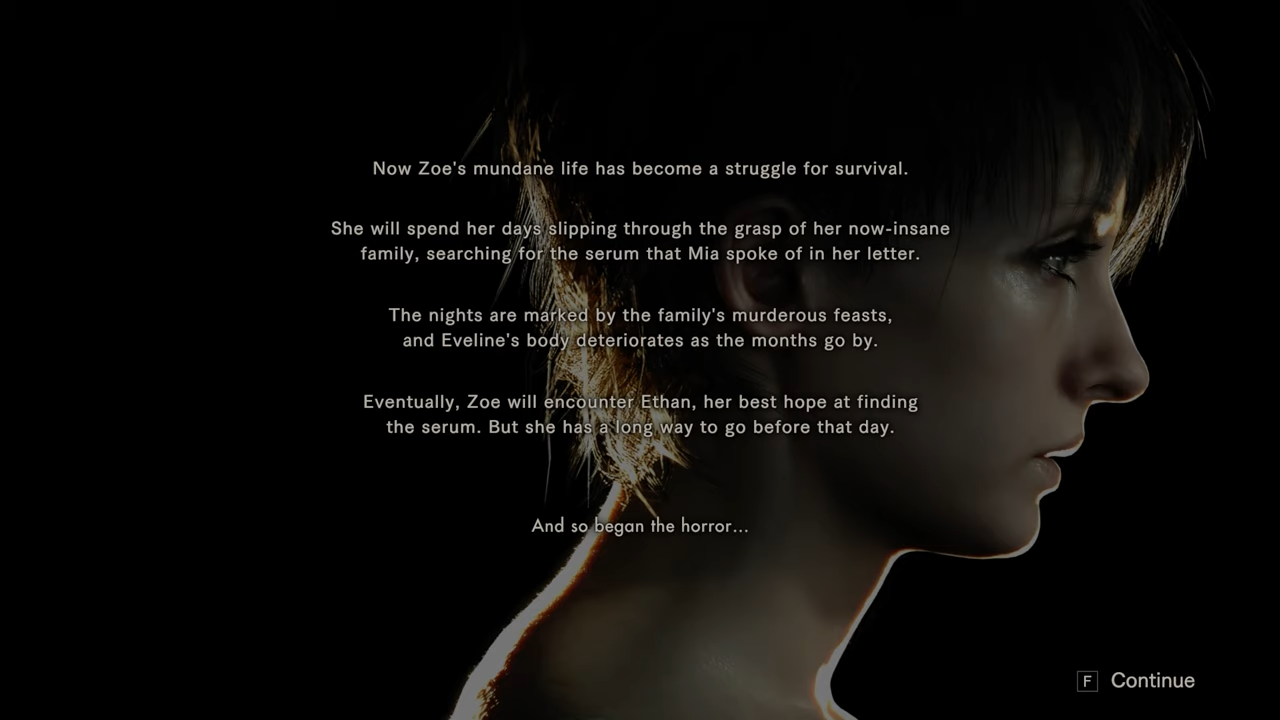 Now Zoe's mundane life has become a struggle for survival.
She will spend her days slipping through the grasp of her now-insane
family, searching for the serum that Mia spoke of in her letter.
The nights are marked by the family's murderous feasts,
and Eveline's body deteriorates as the months go by.
Eventually, Zoe will encounter Ethan, her best hope at finding
the serum. But she has a long way to go before that day.
And so began the horror...
F Continue